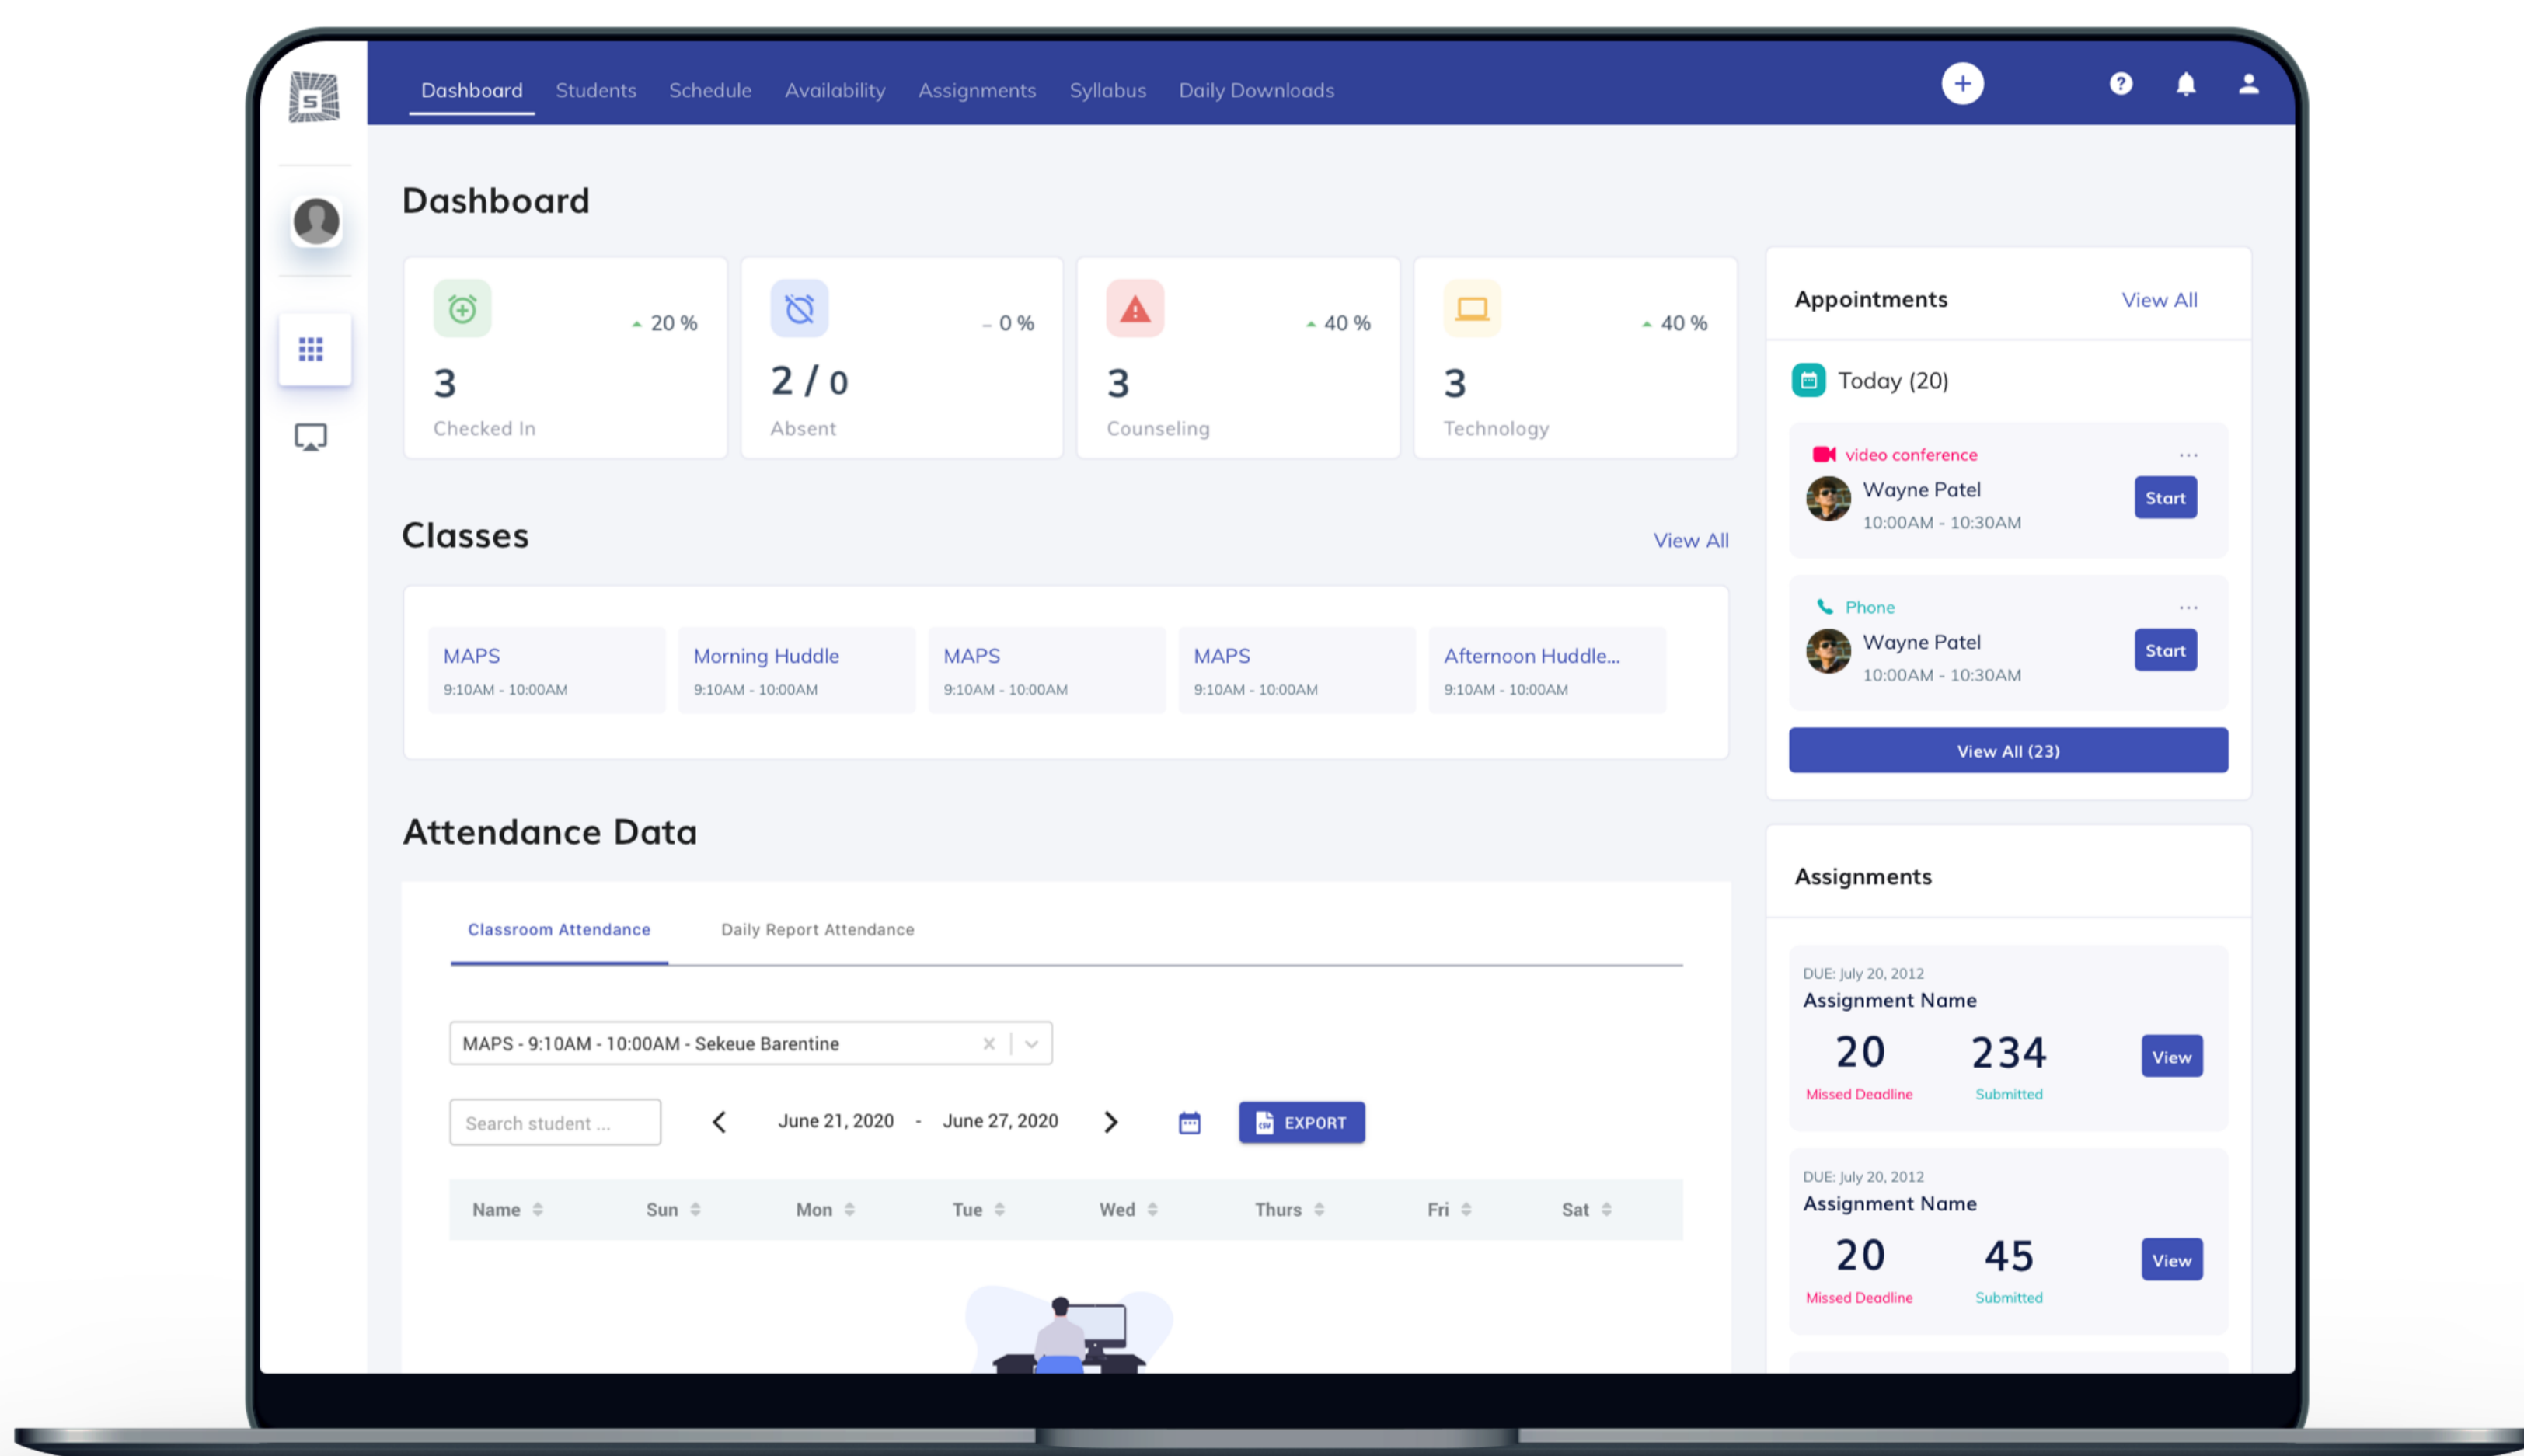 S
Dashboard Students Schedule Availability Assignments Syllabus Daily Downloads
Dashboard
20 %
3
Checked In
0 %
2 / 0
Absent
40 %
3
Counseling
40 %
3
Technology
Classes
View All
MAPS
9:10AM - 10:00AM
Morning Huddle
9:10AM - 10:00AM
MAPS
9:10AM - 10:00AM
MAPS
9:10AM - 10:00AM
Afternoon Huddle...
9:10AM - 10:00AM
Attendance Data
Classroom Attendance Daily Report Attendance
MAPS - 9:10AM - 10:00AM - Sekeue Barentine
Search student ...
June 21, 2020 - June 27, 2020
CSV EXPORT
Name Sun Mon Tue Wed Thurs Fri Sat
Appointments
View All
Today (20)
video conference
Wayne Patel
10:00AM - 10:30AM
Start
Phone
Wayne Patel
10:00AM - 10:30AM
Start
View All (23)
Assignments
DUE: July 20, 2012
Assignment Name
20 234
Missed Deadline Submitted
View
DUE: July 20, 2012
Assignment Name
20 45
Missed Deadline Submitted
View